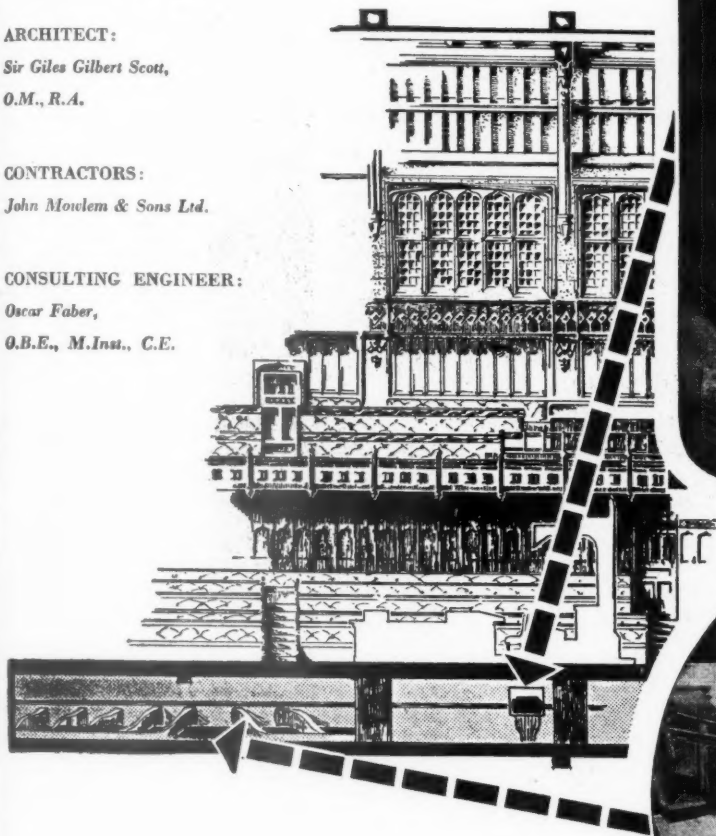 ARCHITECT:
Sir Giles Gilbert Scott,
O.M., R.A.
CONTRACTORS:
John Mowlem & Sons Ltd.
CONSULTING ENGINEER:
Oscar Faber,
O.B.E., M.Inst., C.E.